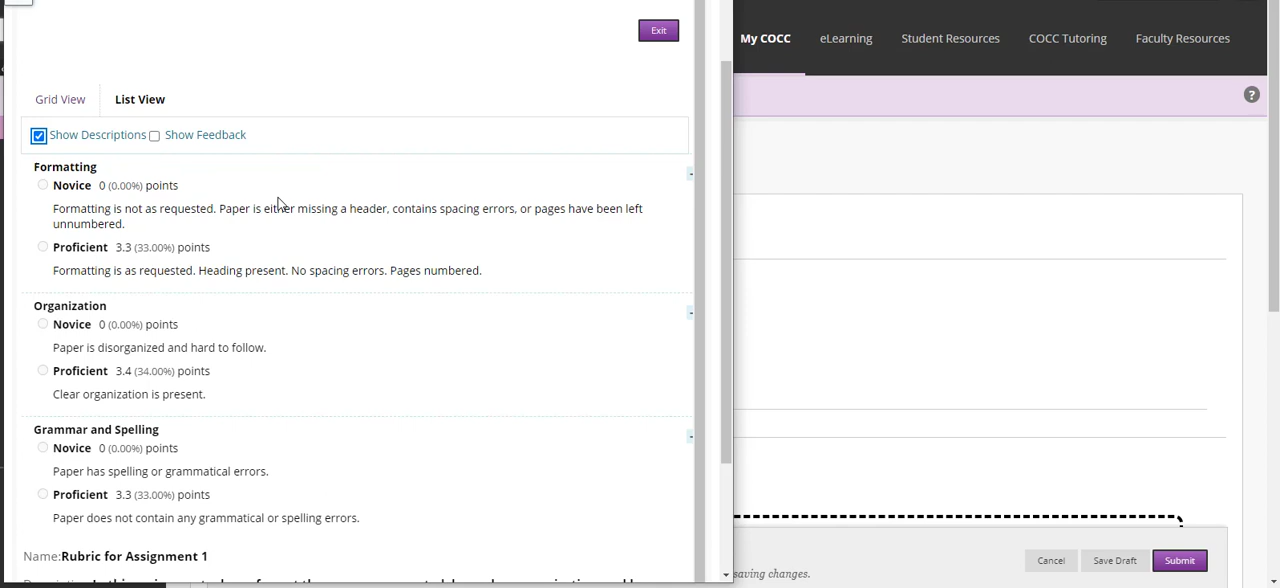 Exit
My COCC eLearning Student Resources COCC Tutoring Faculty Resources
?
Grid View List View
Show Descriptions Show Feedback
Formatting
-
Novice 0 (0.00%) points
Formatting is not as requested. Paper is either missing a header, contains spacing errors, or pages have been left
unnumbered.
Proficient 3.3 (33.00%) points
Formatting is as requested. Heading present. No spacing errors. Pages numbered.
Organization
-
Novice 0 (0.00%) points
Paper is disorganized and hard to follow.
Proficient 3.4 (34.00%) points
Clear organization is present.
Grammar and Spelling
-
Novice 0 (0.00%) points
Paper has spelling or grammatical errors.
Proficient 3.3 (33.00%) points
Paper does not contain any grammatical or spelling errors.
Name:Rubric for Assignment 1
saving changes.
Cancel Save Draft Submit